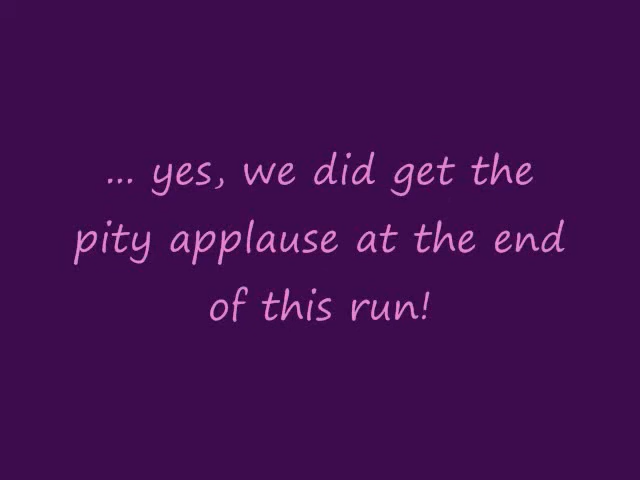 ... yes, we did get the
pity applause at the end
of this run!